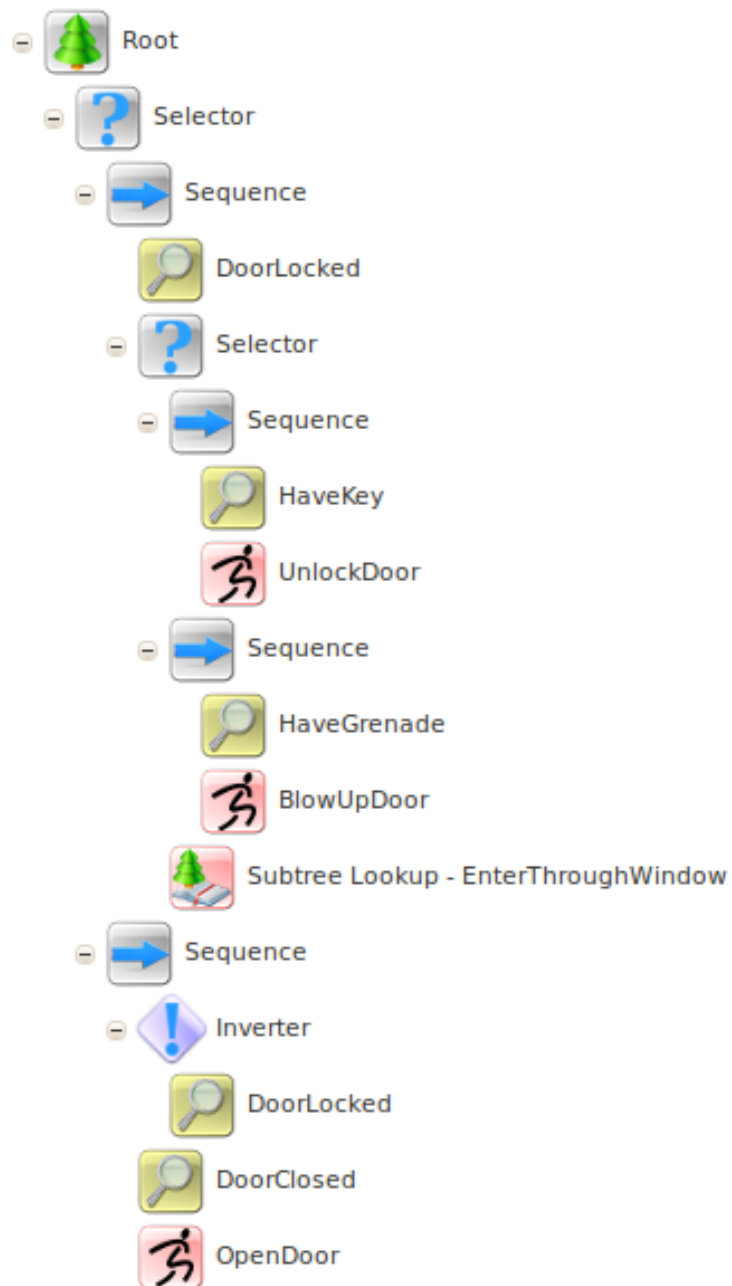 Root
Selector
Sequence
DoorLocked
Selector
Sequence
HaveKey
UnlockDoor
Sequence
HaveGrenade
BlowUpDoor
Subtree Lookup - EnterThroughWindow
Sequence
Inverter
DoorLocked
DoorClosed
OpenDoor